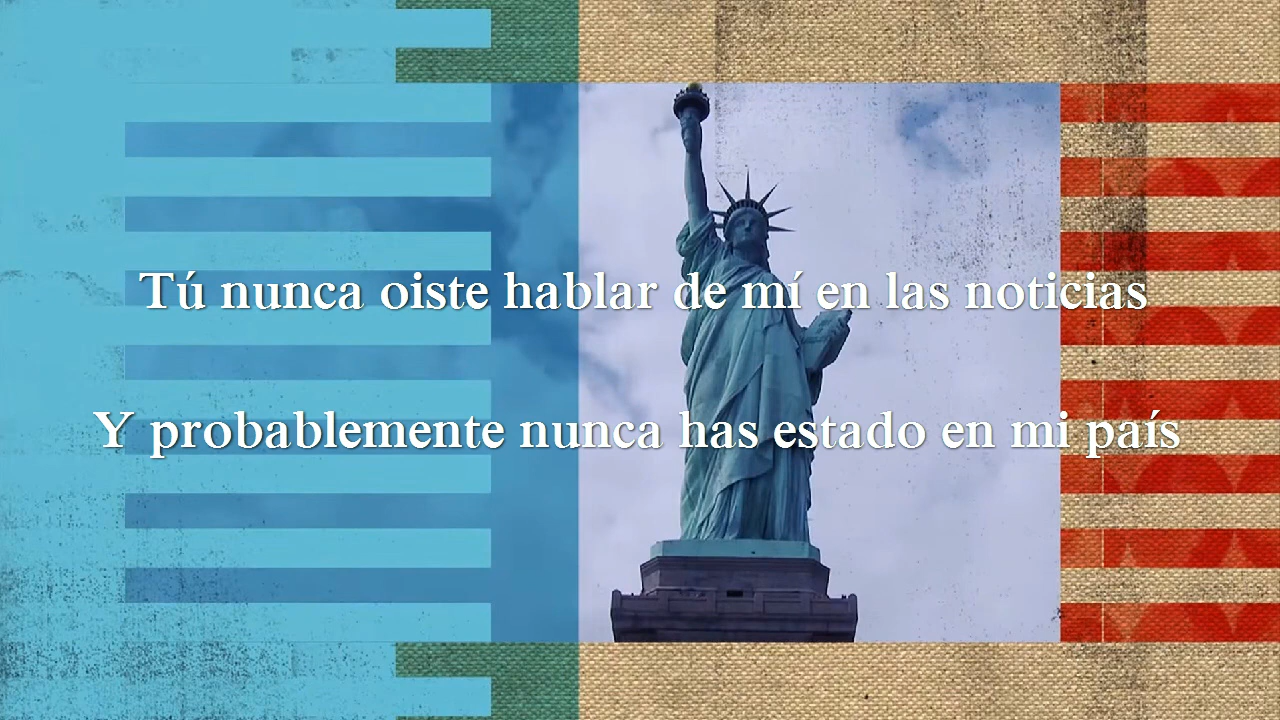 Tú nunca oiste hablar de mí en las noticias
Y probablemente nunca has estado en mi país